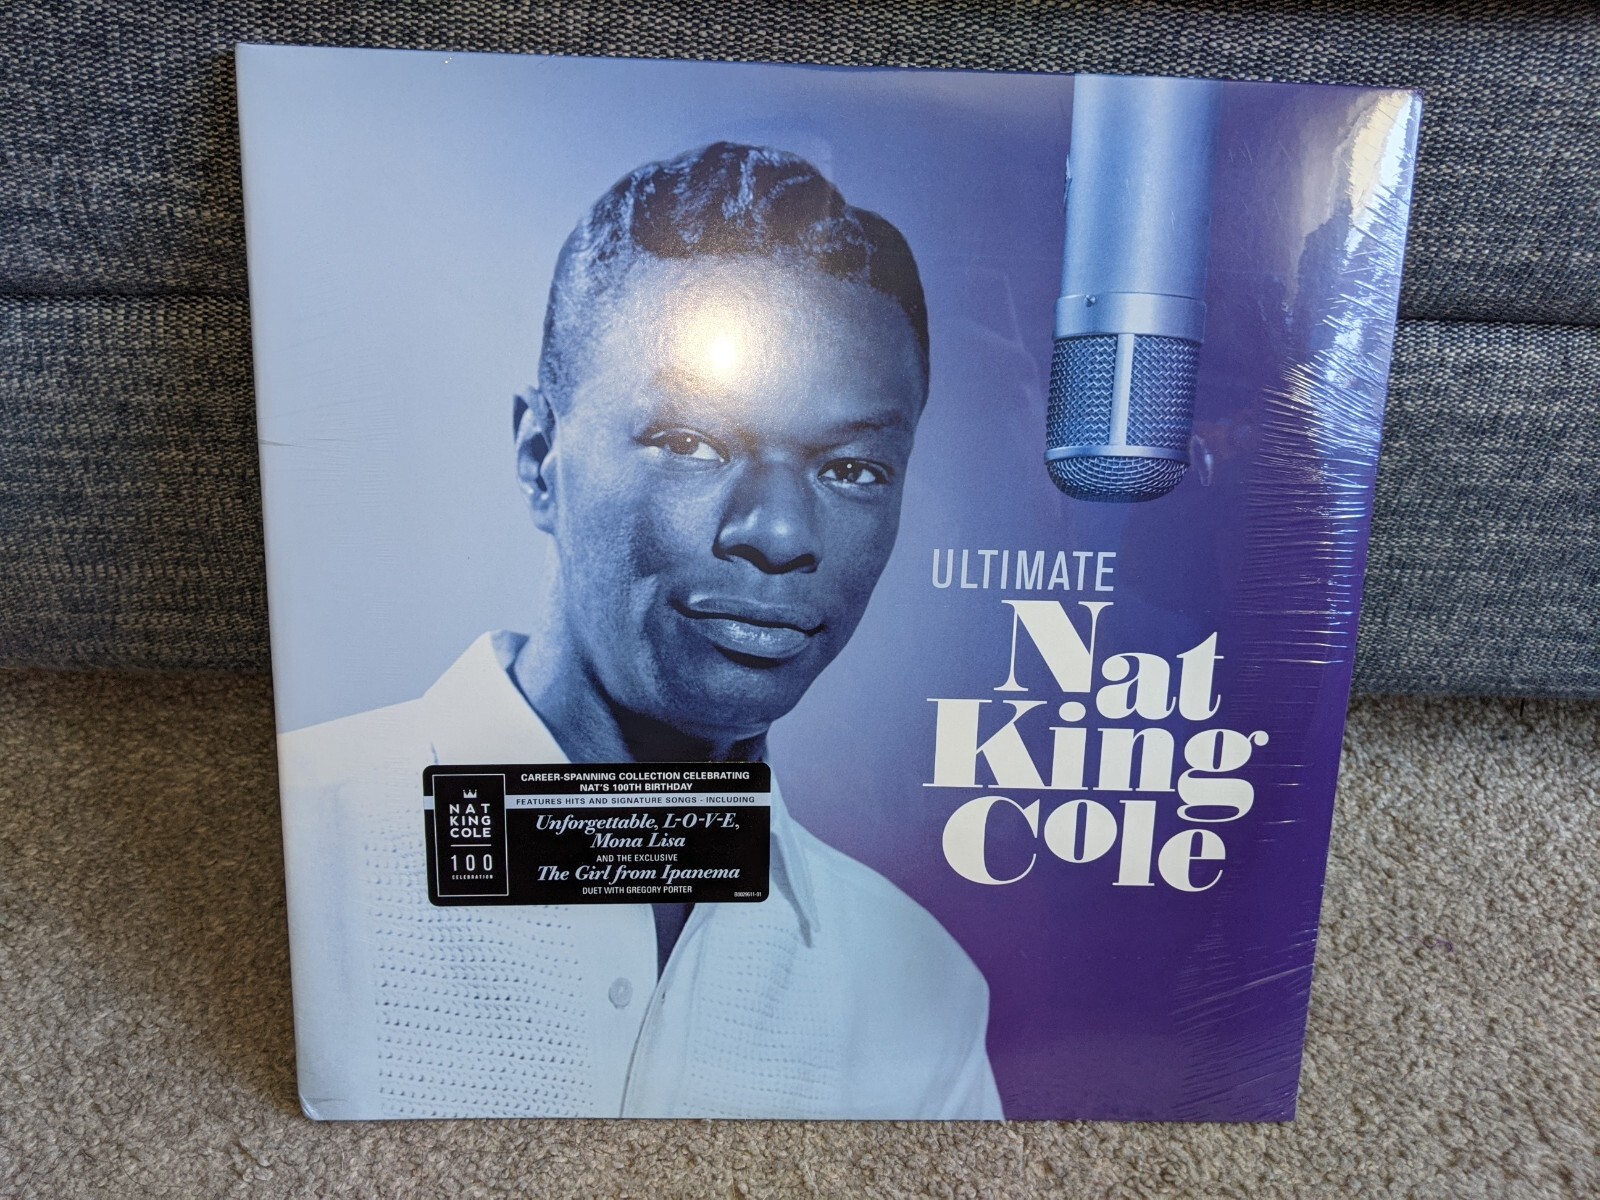 ULTIMATE
Nat
King
Cole
NAT
KING
COLE
100
CELEBRATION
CAREER-SPANNING COLLECTION CELEBRATING
NAT'S 100TH BIRTHDAY
FEATURES HITS AND SIGNATURE SONGS - INCLUDING
Unforgettable, L-O-V-E,
Mona Lisa
AND THE EXCLUSIVE
The Girl from Ipanema
DUET WITH GREGORY PORTER